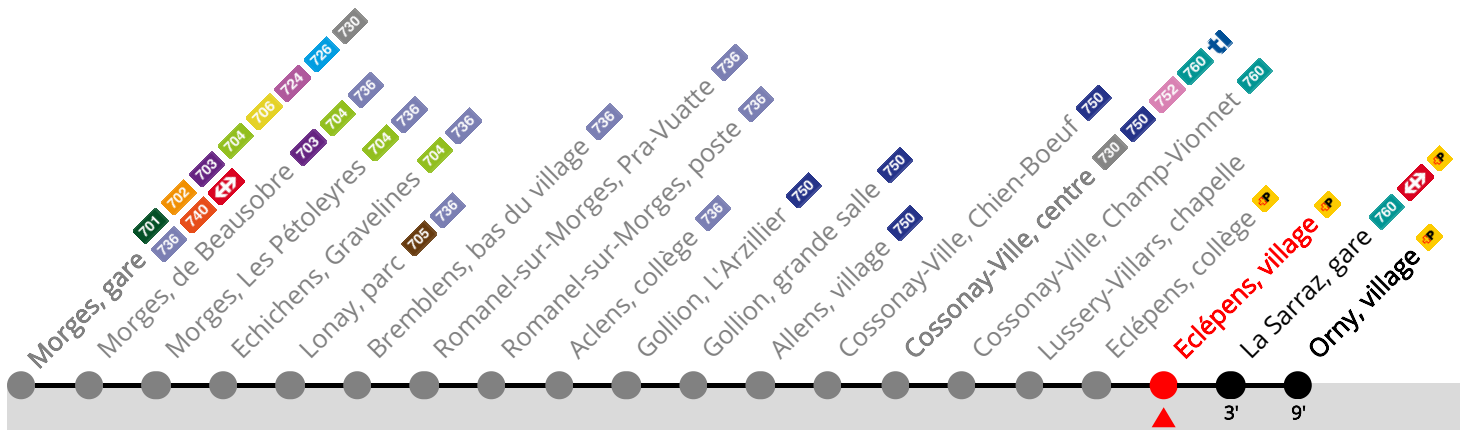 Morges, gare 701 702 703 704 706 724 726 730
736 740
Morges, de Beausobre 703 704 736
Morges, Les Pétoleyres 704 736
Echichens, Gravelines 704 736
Lonay, parc 705 736
Bremblens, bas du village 736
Romanel-sur-Morges, Pra-Vuatte 736
Romanel-sur-Morges, poste 736
Aclens, collège 736
Gollion, L'Arzillier 750
Gollion, grande salle 750
Allens, village 750
Cossonay-Ville, Chien-Boeuf 750
Cossonay-Ville, centre 730 750 752 760 tl
Cossonay-Ville, Champ-Vionnet 760
Lussery-Villars, chapelle
Eclépens, collège P
Eclépens, village P
La Sarraz, gare 760 P
Orny, village P
3' 9'